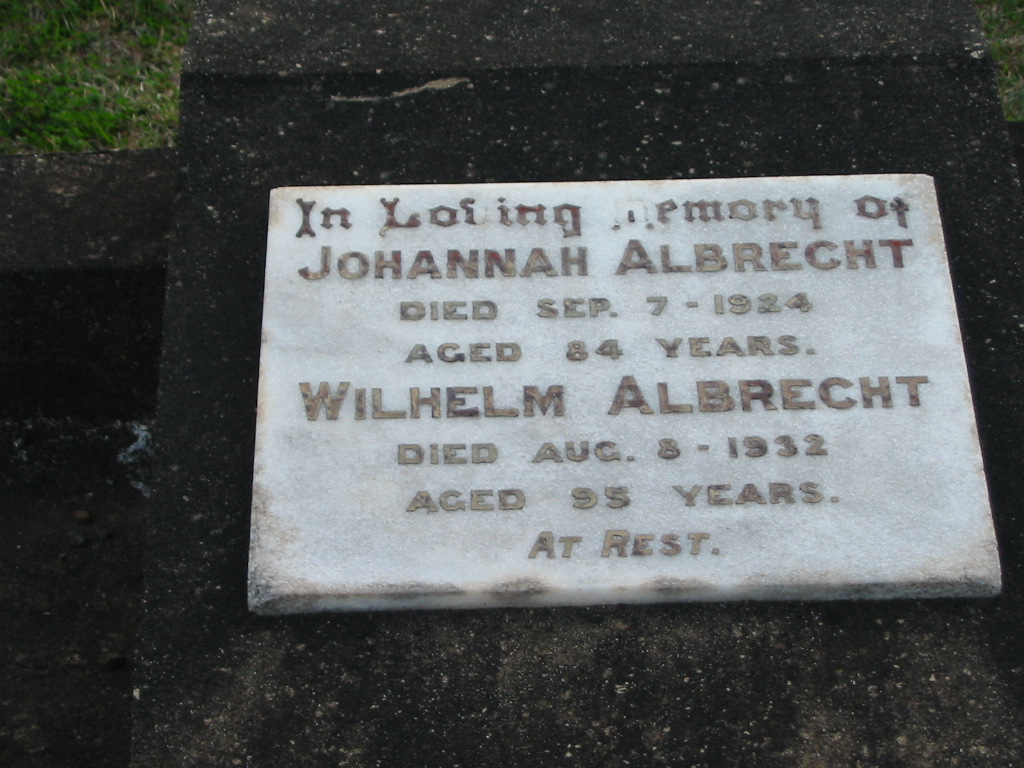 In Loving Memory of
JOHANNAH ALBRECHT
DIED SEP. 7 - 1924
AGED 84 YEARS.
WILHELM ALBRECHT
DIED AUG. 8 - 1932
AGED 95 YEARS.
AT REST.